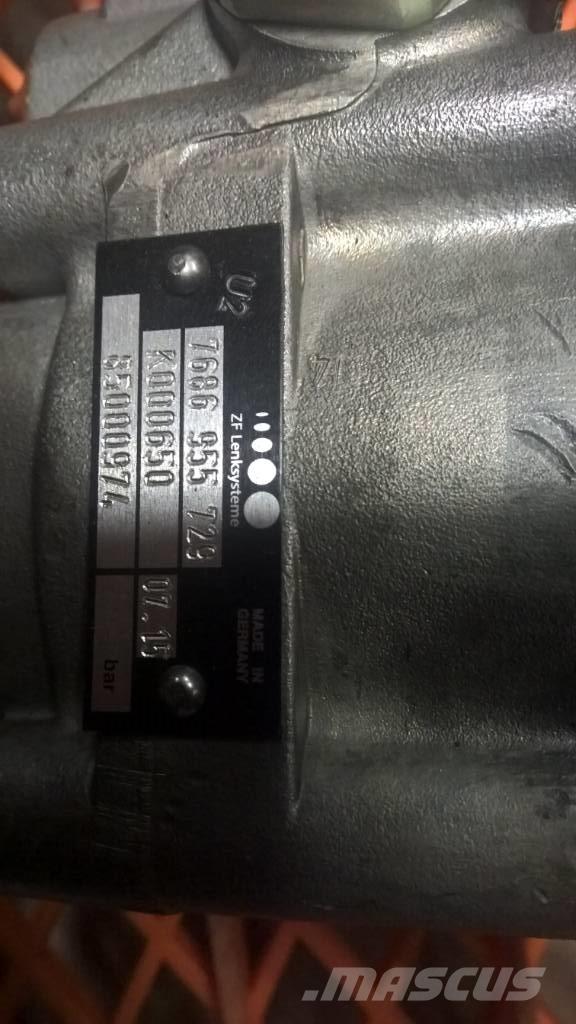 U2
ZF Lenksysteme
7686 955 729
K000650 07.15
85000974 bar
MADE IN
GERMANY
MASCUS